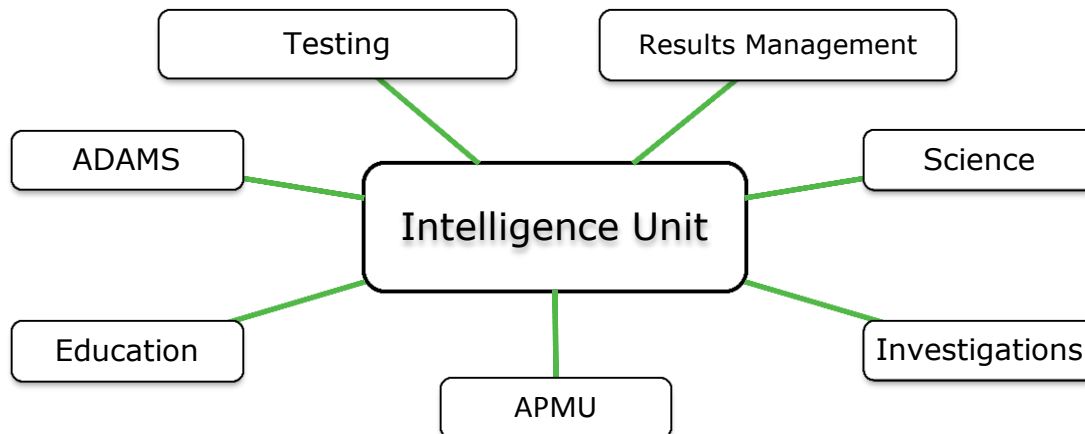 Testing
Results Management
ADAMS
Science
Intelligence Unit
Education
Investigations
APMU